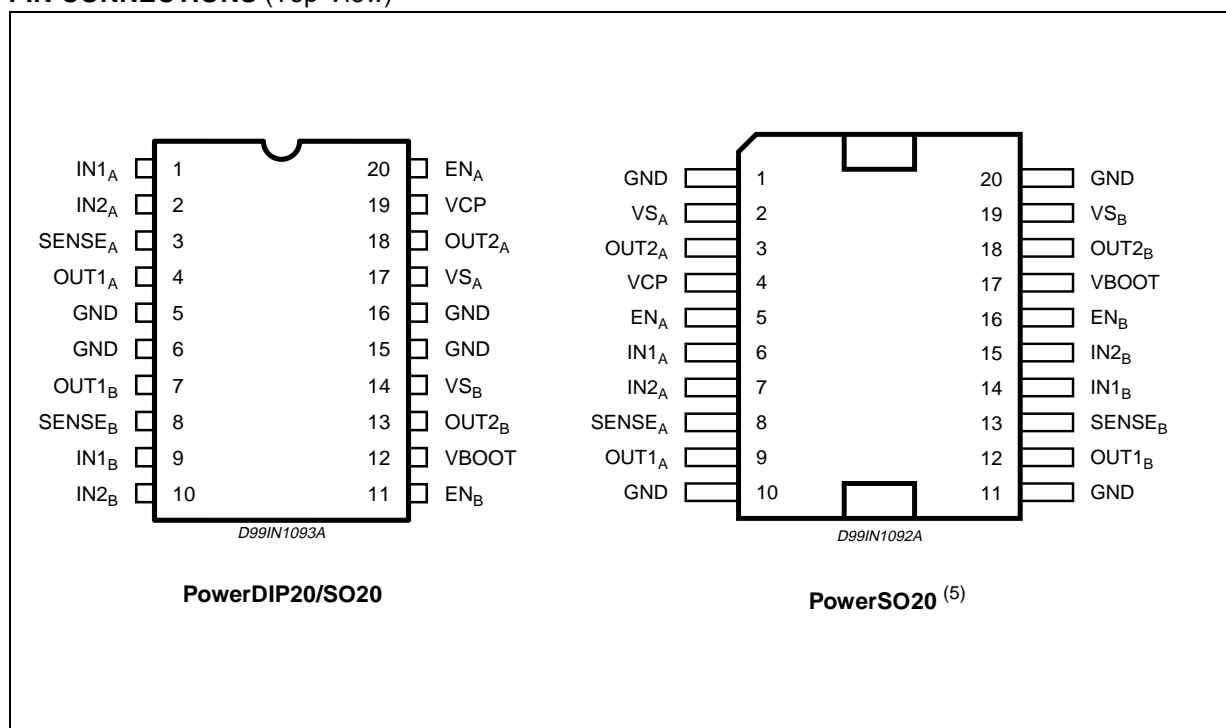 PIN CONNECTIONS (Top View)
IN1A 1 20 ENA
IN2A 2 19 VCP
SENSEA 3 18 OUT2A
OUT1A 4 17 VSA
GND 5 16 GND
GND 6 15 GND
OUT1B 7 14 VSB
SENSEB 8 13 OUT2B
IN1B 9 12 VBOOT
IN2B 10 11 ENB
D99IN1093A
PowerDIP20/SO20
GND 1 20 GND
VSA 2 19 VSB
OUT2A 3 18 OUT2B
VCP 4 17 VBOOT
ENA 5 16 ENB
IN1A 6 15 IN2B
IN2A 7 14 IN1B
SENSEA 8 13 SENSEB
OUT1A 9 12 OUT1B
GND 10 11 GND
D99IN1092A
PowerSO20 (5)